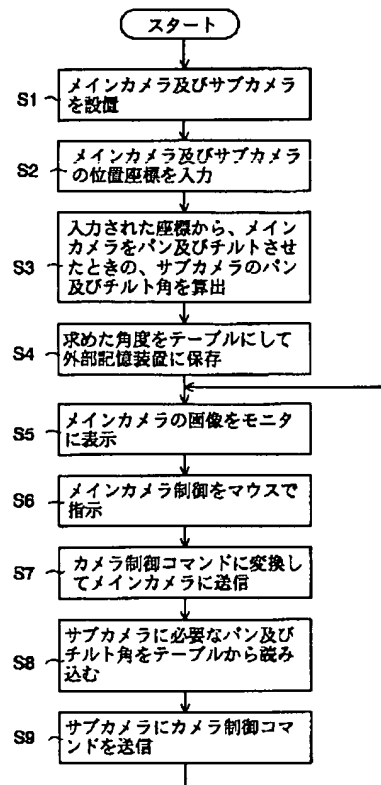 スタート
S1
メインカメラ及びサブカメラ
を設置
S2
メインカメラ及びサブカメラ
の位置座標を入力
S3
入力された座標から、メイン
カメラをパン及びチルトさせ
たときの、サブカメラのパン
及びチルト角を算出
S4
求めた角度をテーブルにして
外部記憶装置に保存
S5
メインカメラの画像をモニタ
に表示
S6
メインカメラ制御をマウスで
指示
S7
カメラ制御コマンドに変換し
てメインカメラに送信
S8
サブカメラに必要なパン及び
チルト角をテーブルから読み
込む
S9
サブカメラにカメラ制御コマ
ンドを送信